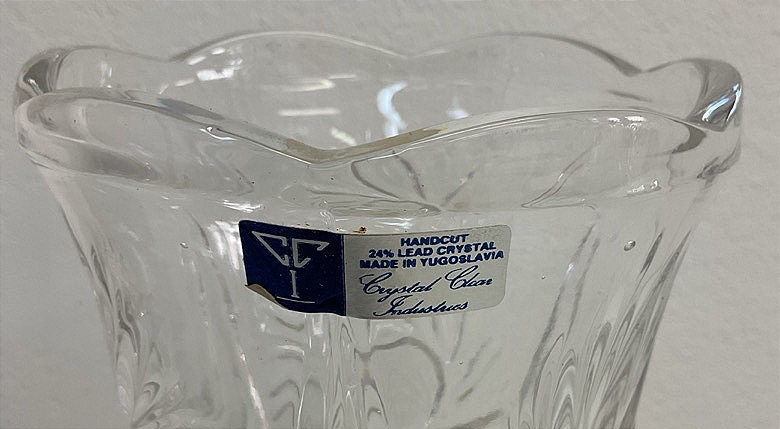 CC
I
HANDCUT
24% LEAD CRYSTAL
MADE IN YUGOSLAVIA
Crystal Clear
Industries